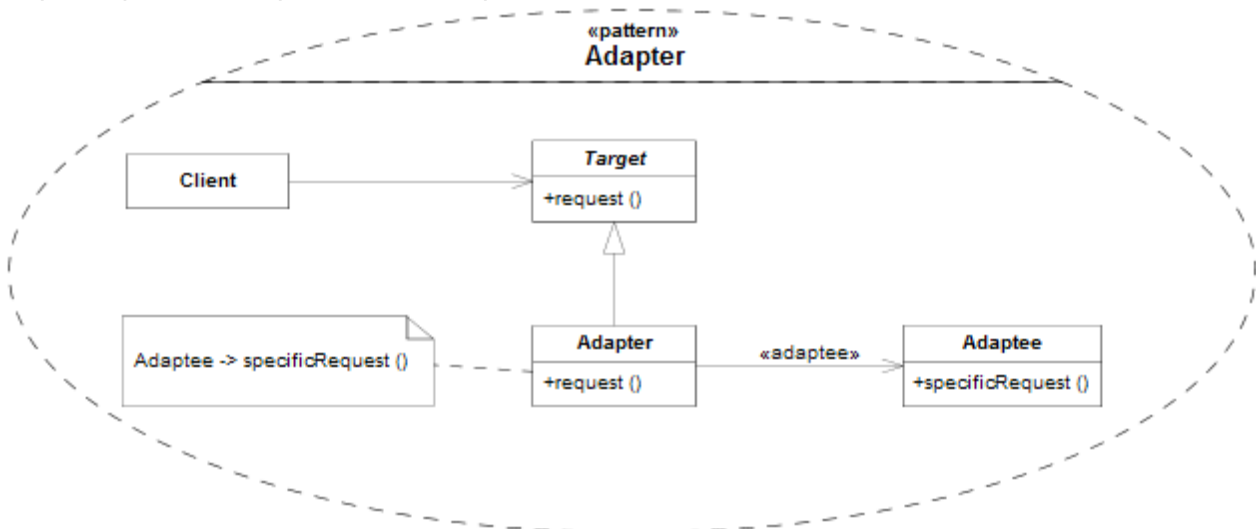 «pattern»
Adapter
Client
Target
+request ()
Adaptee -> specificRequest ()
Adapter
+request ()
«adaptee»
Adaptee
+specificRequest ()